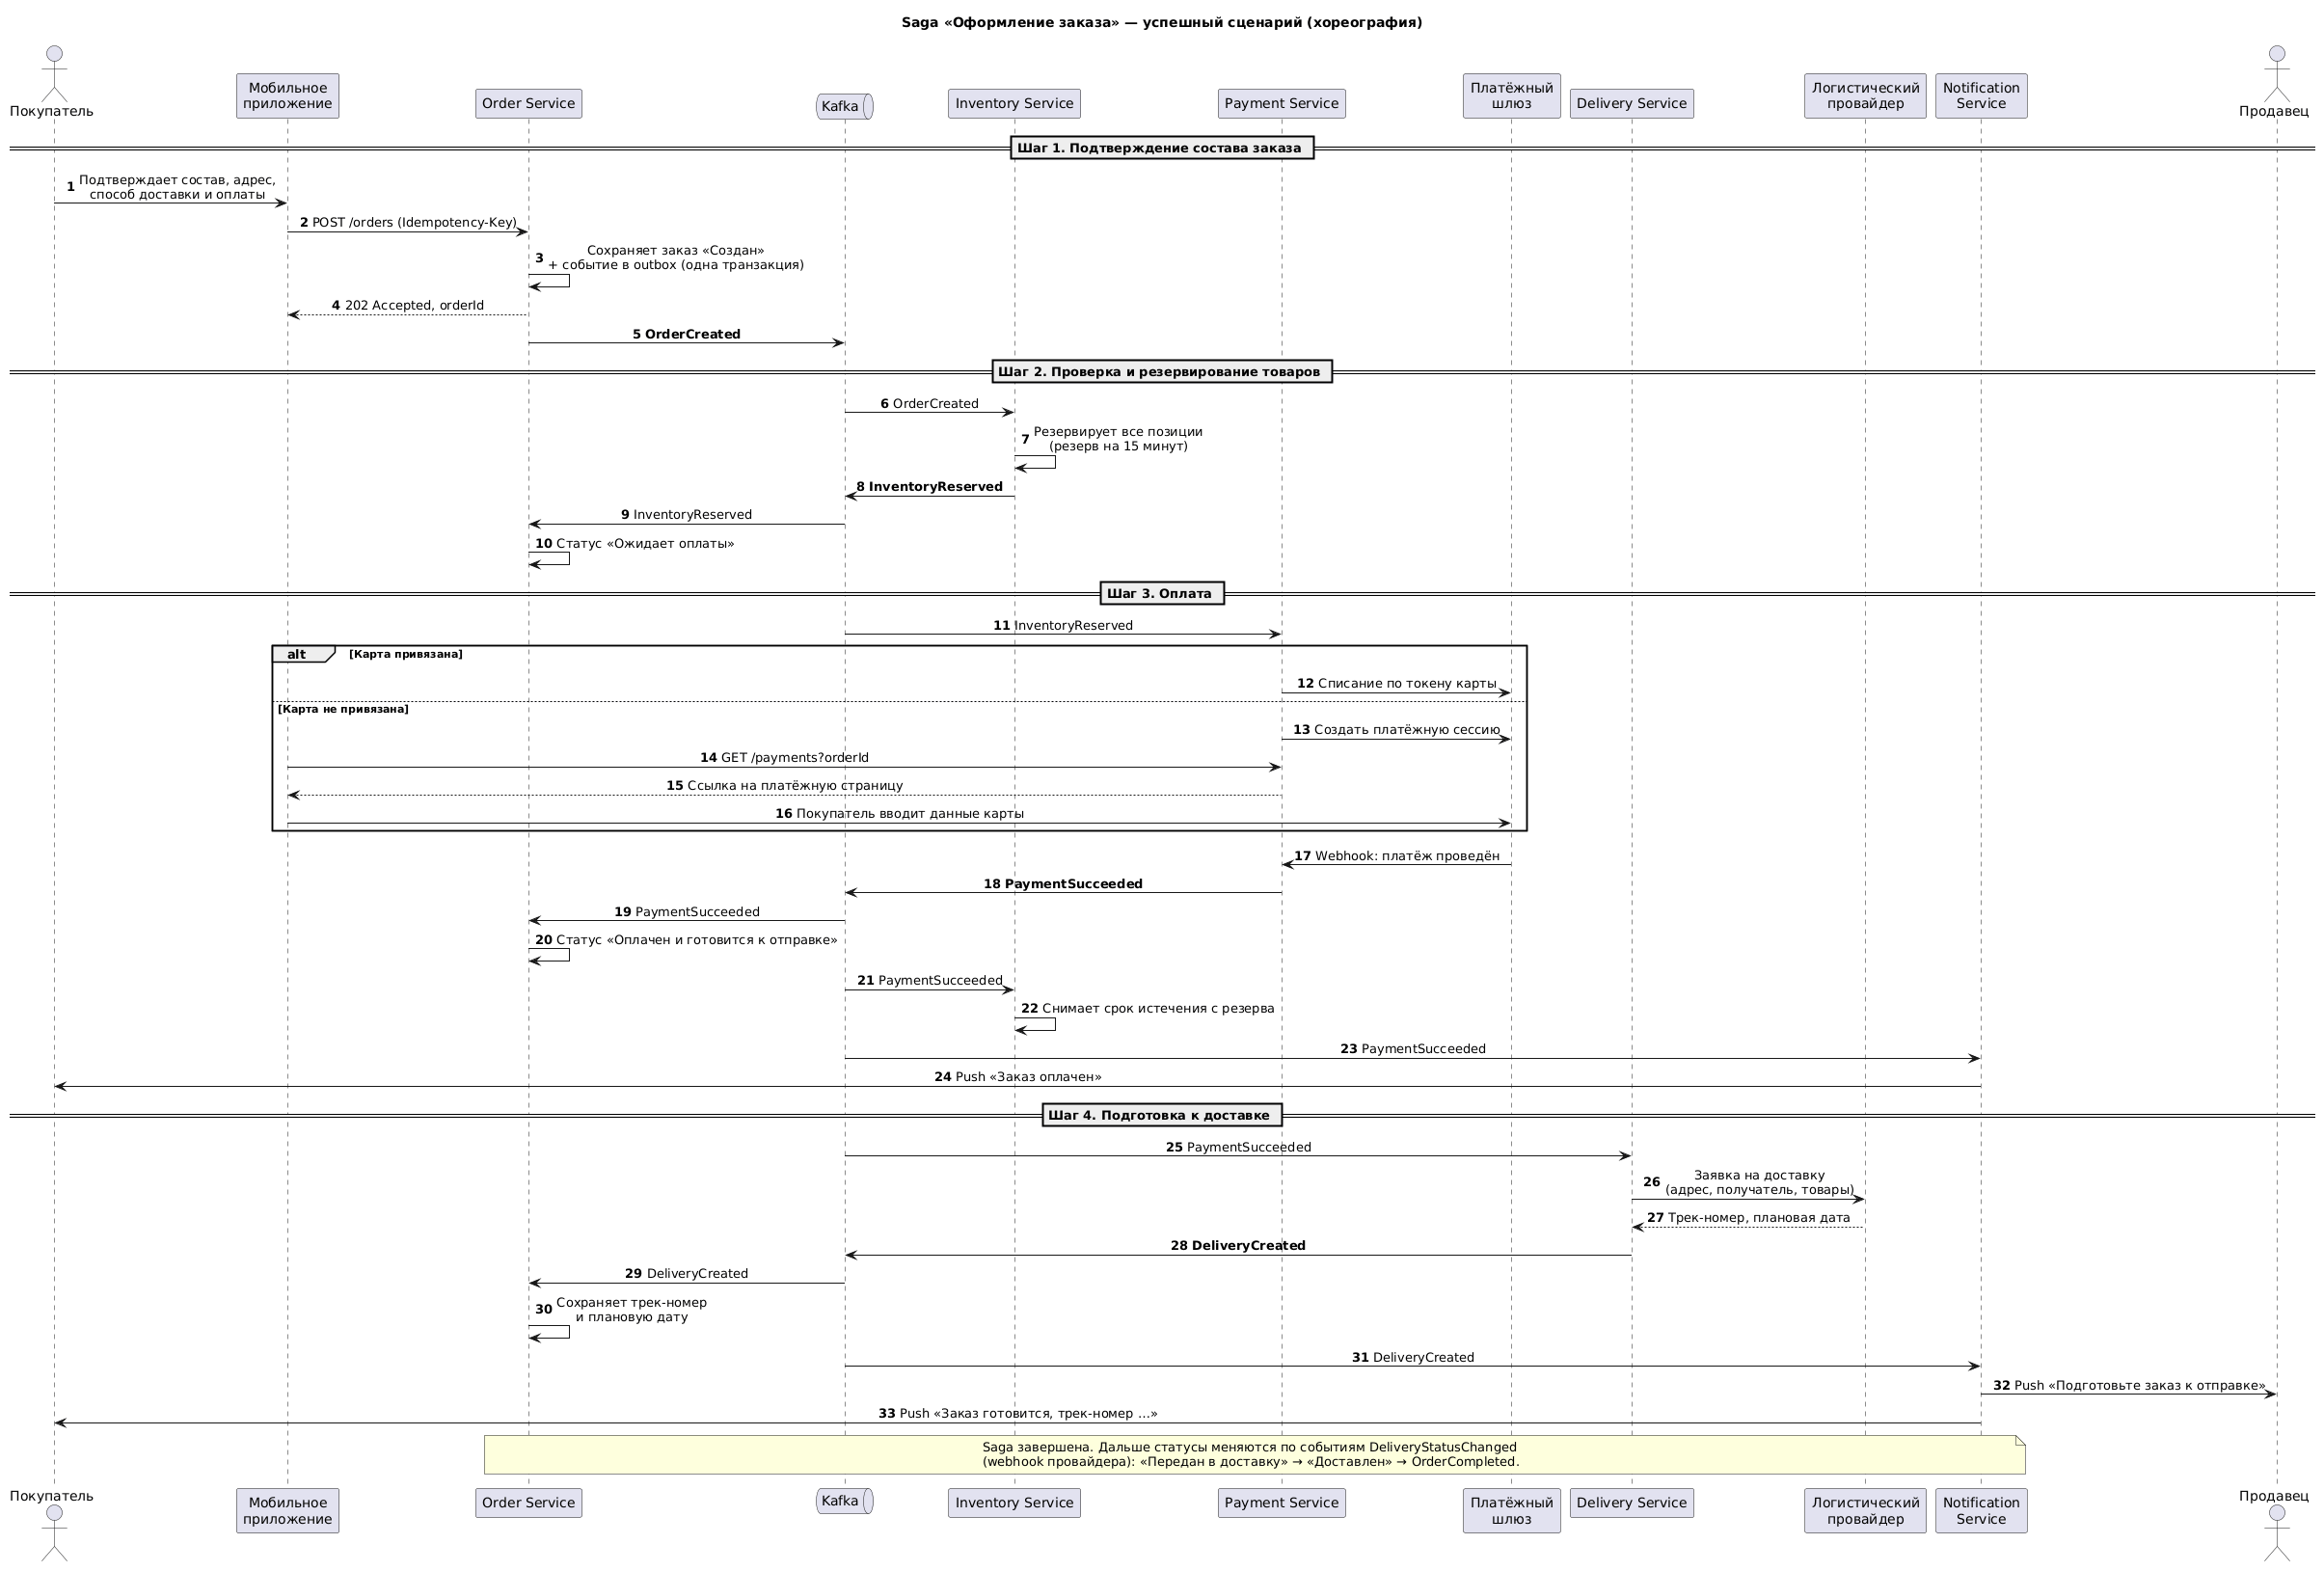 Saga «Оформление заказа» — успешный сценарий (хореография)
Покупатель
Мобильное
приложение
Order Service
Kafka
Inventory Service
Payment Service
Платёжный
шлюз
Delivery Service
Логистический
провайдер
Notification
Service
Продавец
Шаг 1. Подтверждение состава заказа
1 Подтверждает состав, адрес,
способ доставки и оплаты
2 POST /orders (Idempotency-Key)
3 Сохраняет заказ «Создан»
+ событие в outbox (одна транзакция)
4 202 Accepted, orderId
5 OrderCreated
Шаг 2. Проверка и резервирование товаров
6 OrderCreated
7 Резервирует все позиции
(резерв на 15 минут)
8 InventoryReserved
9 InventoryReserved
10 Статус «Ожидает оплаты»
Шаг 3. Оплата
11 InventoryReserved
alt [Карта привязана]
12 Списание по токену карты
[Карта не привязана]
13 Создать платёжную сессию
14 GET /payments?orderId
15 Ссылка на платёжную страницу
16 Покупатель вводит данные карты
17 Webhook: платёж проведён
18 PaymentSucceeded
19 PaymentSucceeded
20 Статус «Оплачен и готовится к отправке»
21 PaymentSucceeded
22 Снимает срок истечения с резерва
23 PaymentSucceeded
24 Push «Заказ оплачен»
Шаг 4. Подготовка к доставке
25 PaymentSucceeded
26 Заявка на доставку
(адрес, получатель, товары)
27 Трек-номер, плановая дата
28 DeliveryCreated
29 DeliveryCreated
30 Сохраняет трек-номер
и плановую дату
31 DeliveryCreated
32 Push «Подготовьте заказ к отправке»
33 Push «Заказ готовится, трек-номер ...»
Saga завершена. Дальше статусы меняются по событиям DeliveryStatusChanged
(webhook провайдера): «Передан в доставку» → «Доставлен» → OrderCompleted.
Покупатель
Мобильное
приложение
Order Service
Kafka
Inventory Service
Payment Service
Платёжный
шлюз
Delivery Service
Логистический
провайдер
Notification
Service
Продавец